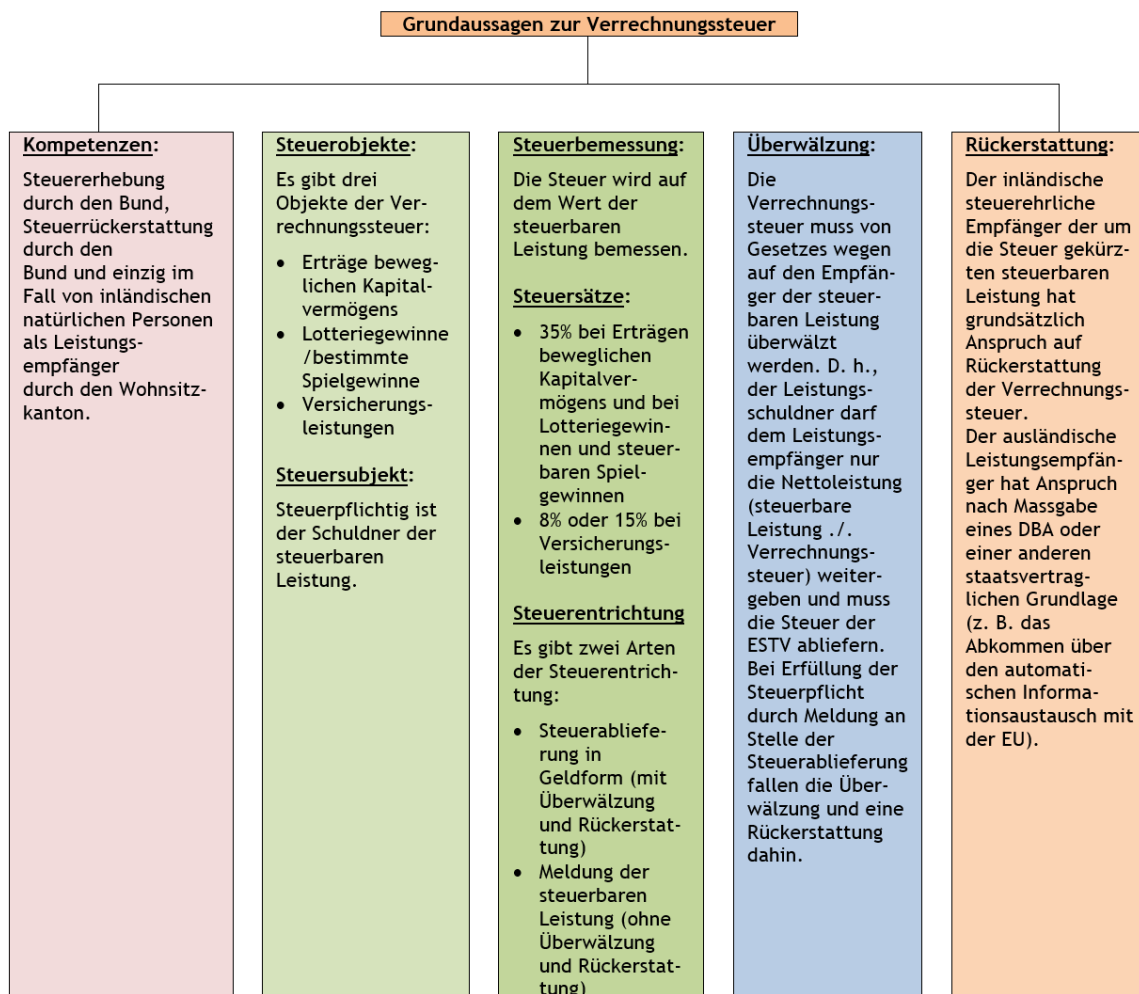 Grundaussagen zur Verrechnungssteuer
Kompetenzen:
Steuererhebung
durch den Bund,
Steuerrückerstattung
durch den
Bund und einzig im
Fall von inländischen
natürlichen Personen
als Leistungs-
empfänger
durch den Wohnsitz-
kanton.
Steuerobjekte:
Es gibt drei
Objekte der Ver-
rechnungssteuer:
• Erträge beweg-
lichen Kapital-
vermögens
• Lotteriegewinne
/bestimmte
Spielgewinne
• Versicherungs-
leistungen
Steuersubjekt:
Steuerpflichtig ist
der Schuldner der
steuerbaren
Leistung.
Steuerbemessung:
Die Steuer wird auf
dem Wert der
steuerbaren
Leistung bemessen.
Steuersätze:
• 35% bei Erträgen
beweglichen
Kapitalver-
mögens und bei
Lotteriegewin-
nen und steuer-
baren Spiel-
gewinnen
• 8% oder 15% bei
Versicherungs-
leistungen
Steuerentrichtung
Es gibt zwei Arten
der Steuerentrich-
tung:
• Steuerabliefe-
rung in
Geldform (mit
Überwälzung
und Rückerstat-
tung)
• Meldung der
steuerbaren
Leistung (ohne
Überwälzung
und Rückerstat-
tung)
Überwälzung:
Die
Verrechnungs-
steuer muss von
Gesetzes wegen
auf den Empfän-
ger der steuer-
baren Leistung
überwälzt
werden. D. h.,
der Leistungs-
schuldner darf
dem Leistungs-
empfänger nur
die Nettoleistung
(steuerbare
Leistung ./.
Verrechnungs-
steuer) weiter-
geben und muss
die Steuer der
ESTV abliefern.
Bei Erfüllung der
Steuerpflicht
durch Meldung an
Stelle der
Steuerablieferung
fallen die Über-
wälzung und eine
Rückerstattung
dahin.
Rückerstattung:
Der inländische
steuerehrliche
Empfänger der um
die Steuer gekürz-
ten steuerbaren
Leistung hat
grundsätzlich
Anspruch auf
Rückerstattung
der Verrechnungs-
steuer.
Der ausländische
Leistungsempfän-
ger hat Anspruch
nach Massgabe
eines DBA oder
einer anderen
staatsvertrag-
lichen Grundlage
(z. B. das
Abkommen über
den automati-
schen Informa-
tionsaustausch mit
der EU).